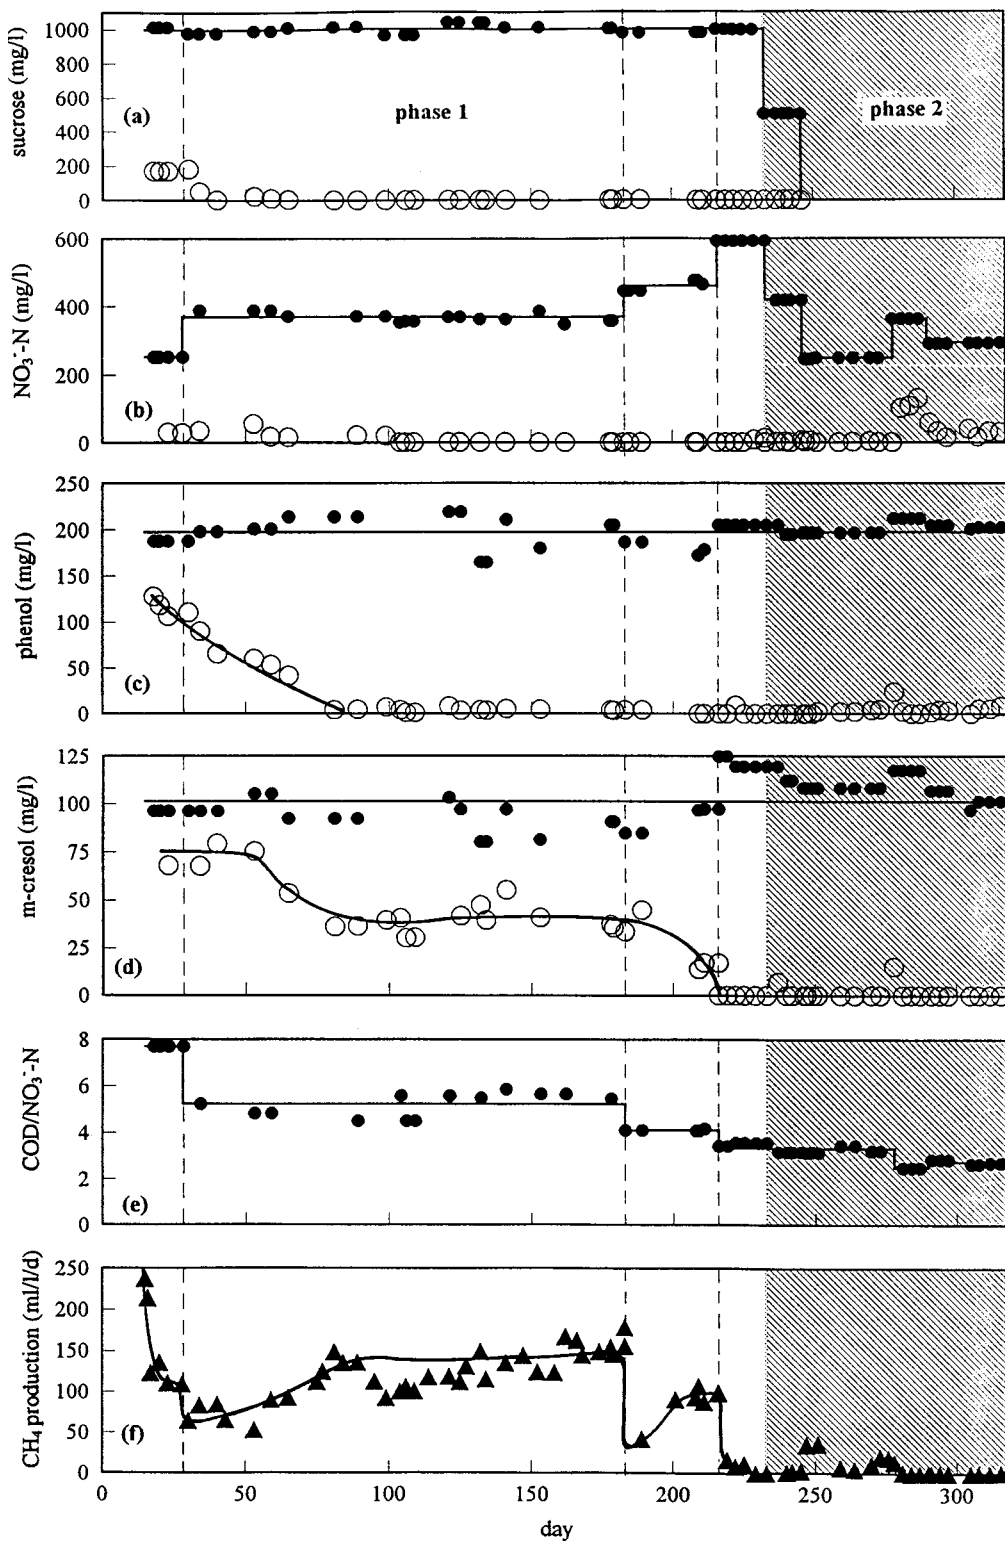 1000
800
600
400
200
0
sucrose (mg/l)
(a)
phase 1
phase 2
600
400
200
0
NO₃⁻-N (mg/l)
(b)
250
200
150
100
50
0
phenol (mg/l)
(c)
125
100
75
50
25
0
m-cresol (mg/l)
(d)
8
6
4
2
0
COD/NO₃⁻-N
(e)
250
200
150
100
50
0
CH₄ production (ml/l/d)
(f)
0 50 100 150 200 250 300
day